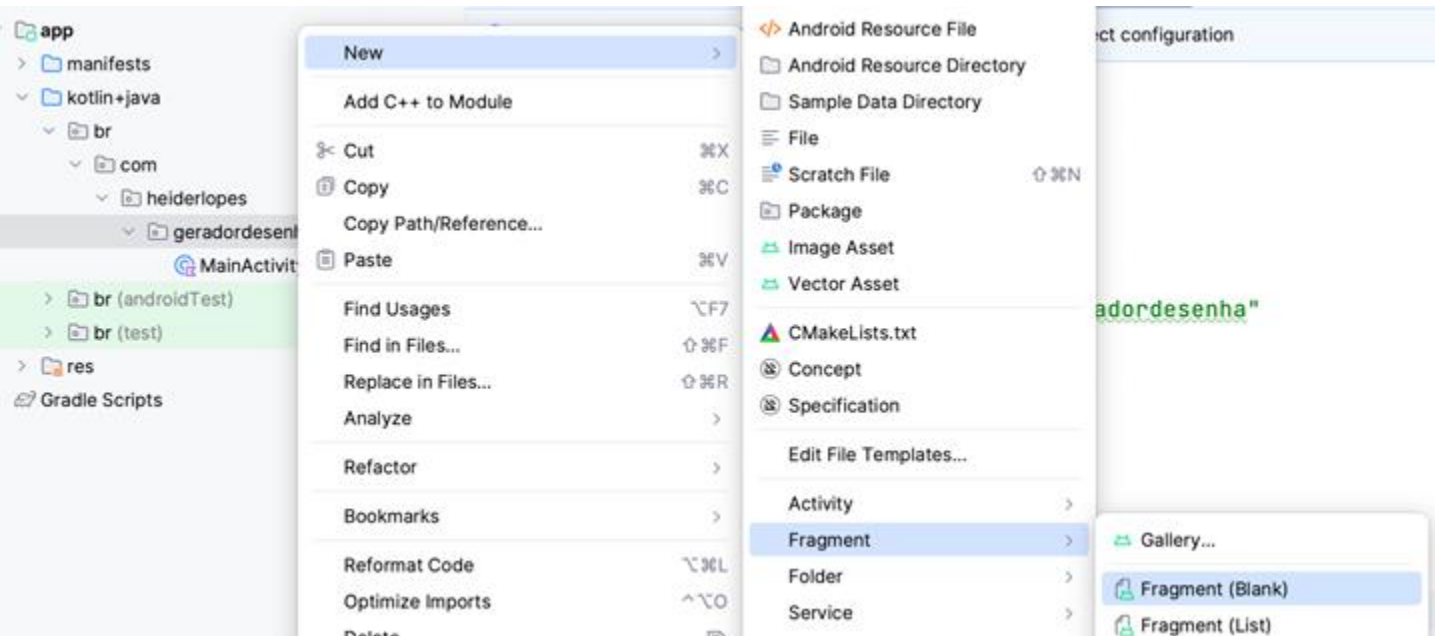 app
manifests
kotlin+java
br
com
heiderlopes
geradordesenh
MainActivit
br (androidTest)
br (test)
res
Gradle Scripts
New
Add C++ to Module
Cut ⌘X
Copy ⌘C
Copy Path/Reference...
Paste ⌘V
Find Usages ⌥F7
Find in Files... ⇧⌘F
Replace in Files... ⇧⌘R
Analyze
Refactor
Bookmarks
Reformat Code ⌥⌘L
Optimize Imports ^⌥O
Delete
Android Resource File
Android Resource Directory
Sample Data Directory
File
Scratch File ⇧⌘N
Package
Image Asset
Vector Asset
CMakeLists.txt
Concept
Specification
Edit File Templates...
Activity
Fragment
Folder
Service
ct configuration
adordesenha"
Gallery...
Fragment (Blank)
Fragment (List)